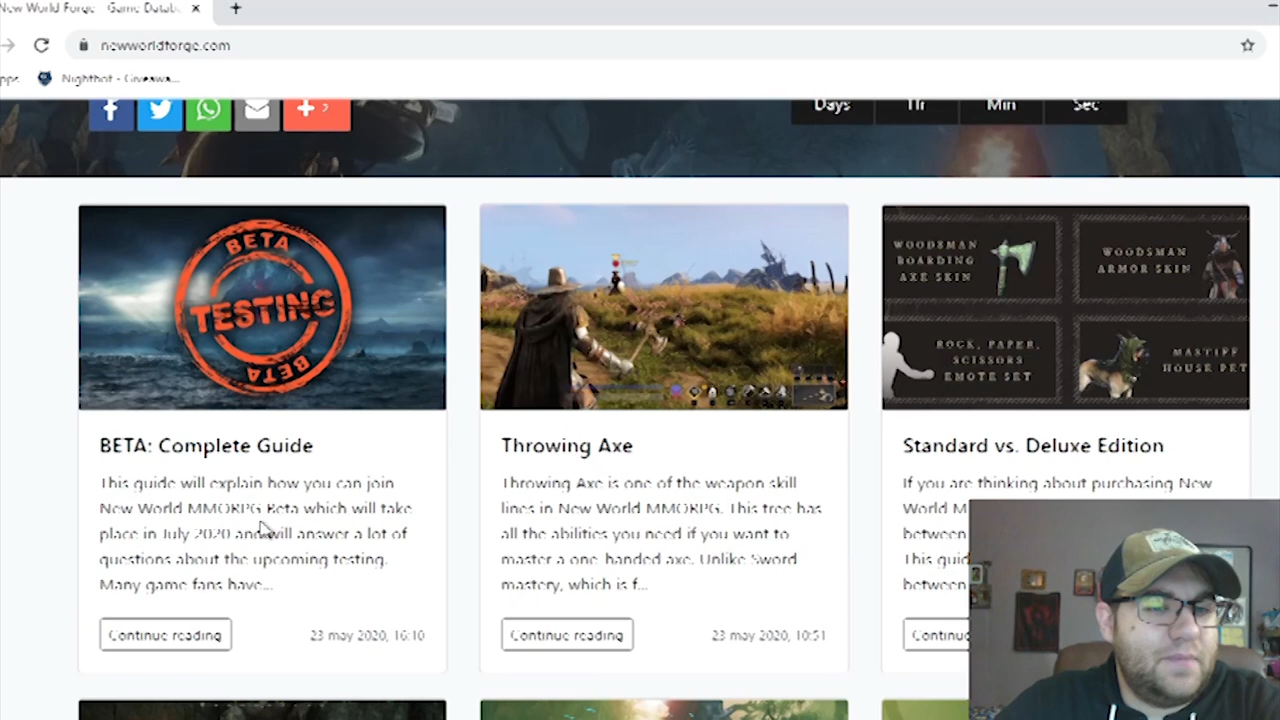 New World Forge - Game Datab
newworldforge.com
Nightbot - Giveawa...
Days Hr Min Sec
BETA
TESTING
BETA
WOODSMAN
BOARDING
AXE SKIN
WOODSMAN
ARMOR SKIN
ROCK, PAPER,
SCISSORS
EMOTE SET
MASTIFF
HOUSE PET
BETA: Complete Guide
This guide will explain how you can join
New World MMORPG Beta which will take
place in July 2020 and will answer a lot of
questions about the upcoming testing.
Many game fans have...
Continue reading
23 may 2020, 16:10
Throwing Axe
Throwing Axe is one of the weapon skill
lines in New World MMORPG. This tree has
all the abilities you need if you want to
master a one-handed axe. Unlike Sword
mastery, which is f...
Continue reading
23 may 2020, 10:51
Standard vs. Deluxe Edition
If you are thinking about purchasing New
World M
between
This guid
between
Continu